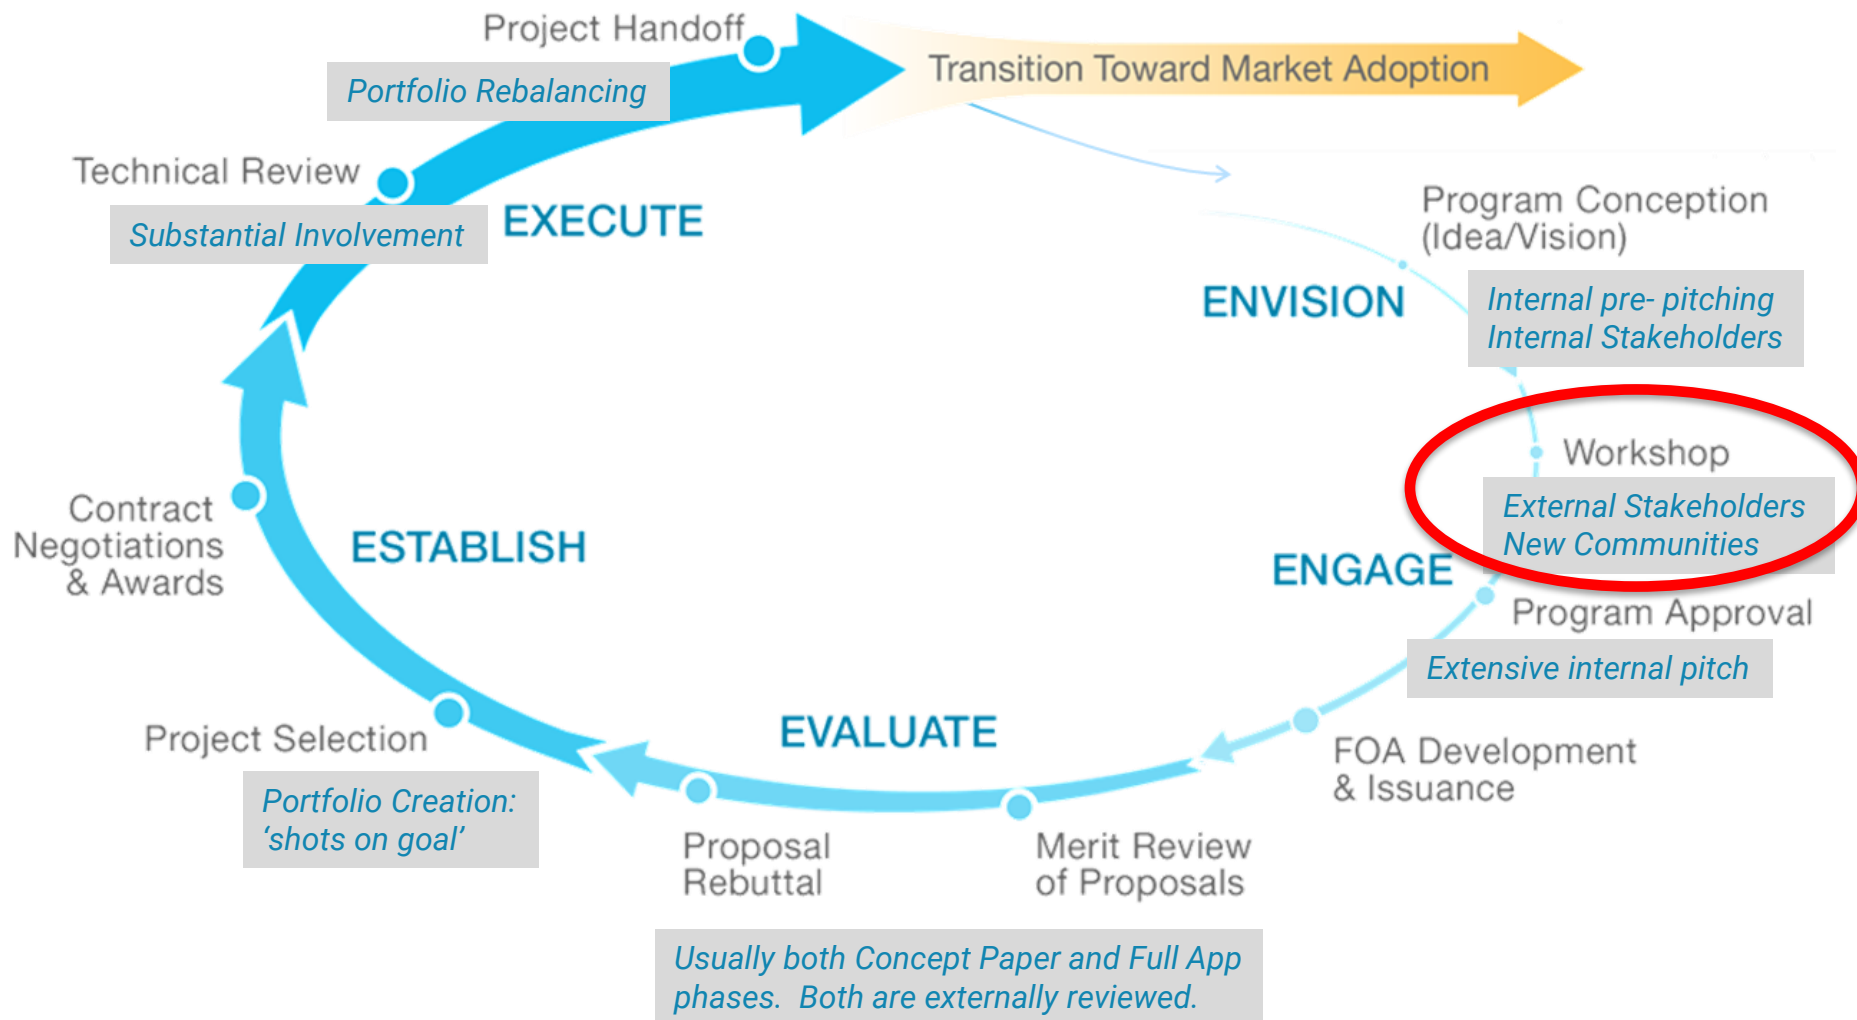 Project Handoff
Transition Toward Market Adoption
Portfolio Rebalancing
Technical Review
Substantial Involvement
EXECUTE
Program Conception
(Idea/Vision)
ENVISION
Internal pre- pitching
Internal Stakeholders
Workshop
External Stakeholders
New Communities
ENGAGE
Program Approval
Extensive internal pitch
FOA Development
& Issuance
EVALUATE
Merit Review
of Proposals
Proposal
Rebuttal
Usually both Concept Paper and Full App
phases.  Both are externally reviewed.
Project Selection
Portfolio Creation:
‘shots on goal’
ESTABLISH
Contract
Negotiations
& Awards